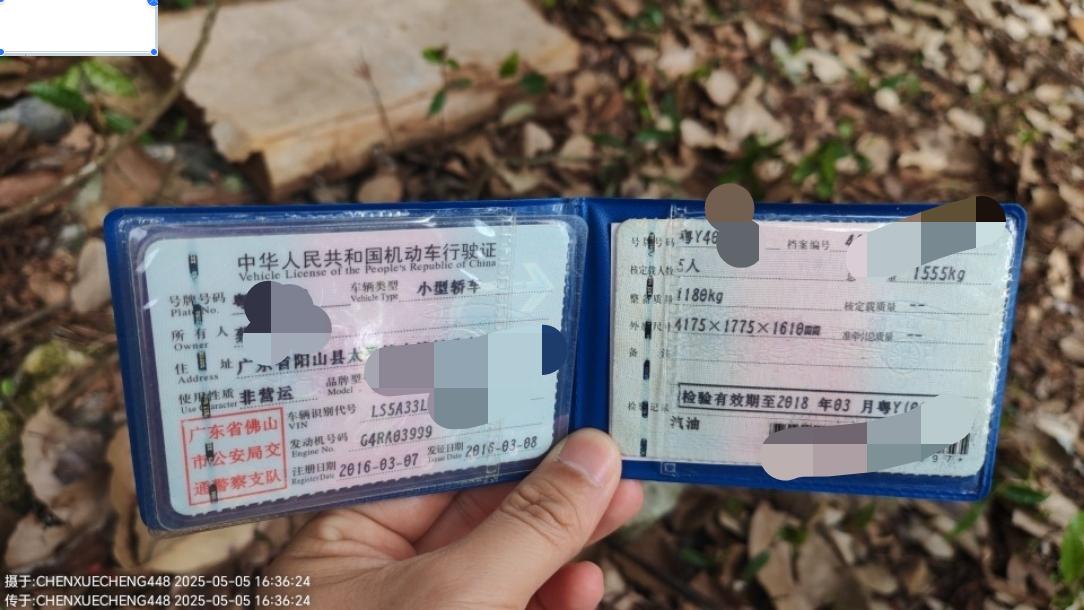 中华人民共和国机动车行驶证
Vehicle License of the People's Republic of China
号牌号码 车辆类型 小型轿车
Plate No. Vehicle Type
所有人
Owner
住址 广东省阳山县太
Address
使用性质 非营运 品牌型
Use Character Model
车辆识别代号 LS5A33L
VIN
发动机号码 G4RA03999
Engine No.
注册日期 2016-03-07 发证日期 2016-03-08
Register Date Issue Date
广东省佛山
市公安局交
通警察支队
号牌号码 粤Y40 档案编号
核定载人数 5人 1555kg
整备质量 1180kg 核定载质量 --
外廓尺寸 4175×1775×1610mm 准牵引总质量 --
备注
检验有效期至2018 年03 月粤Y(
检验记录
汽油
97*
摄于:CHENXUECHENG448 2025-05-05 16:36:24
传于:CHENXUECHENG448 2025-05-05 16:36:24